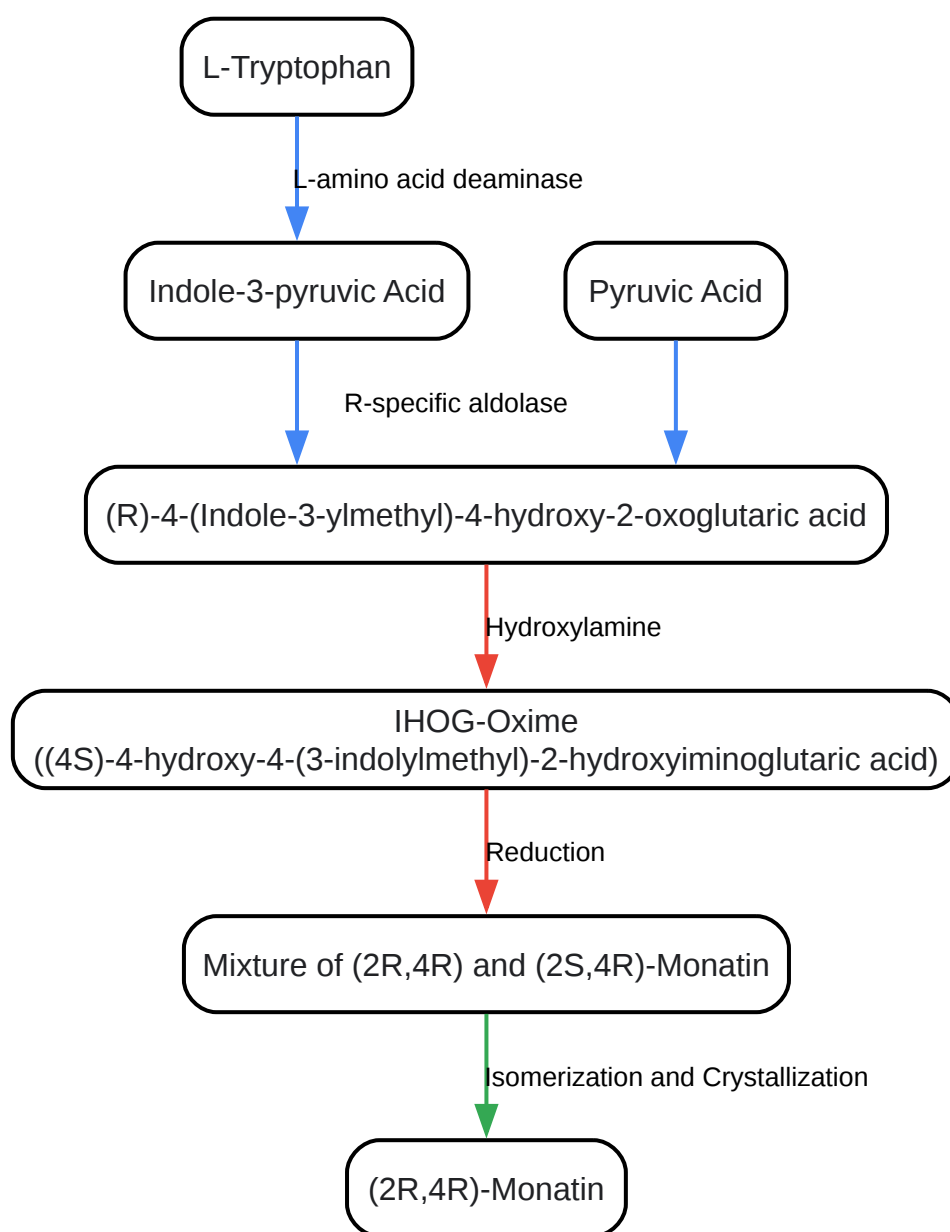 L-Tryptophan
L-amino acid deaminase
Indole-3-pyruvic Acid
Pyruvic Acid
R-specific aldolase
(R)-4-(Indole-3-ylmethyl)-4-hydroxy-2-oxoglutaric acid
Hydroxylamine
IHOG-Oxime
((4S)-4-hydroxy-4-(3-indolylmethyl)-2-hydroxyiminoglutaric acid)
Reduction
Mixture of (2R,4R) and (2S,4R)-Monatin
Isomerization and Crystallization
(2R,4R)-Monatin